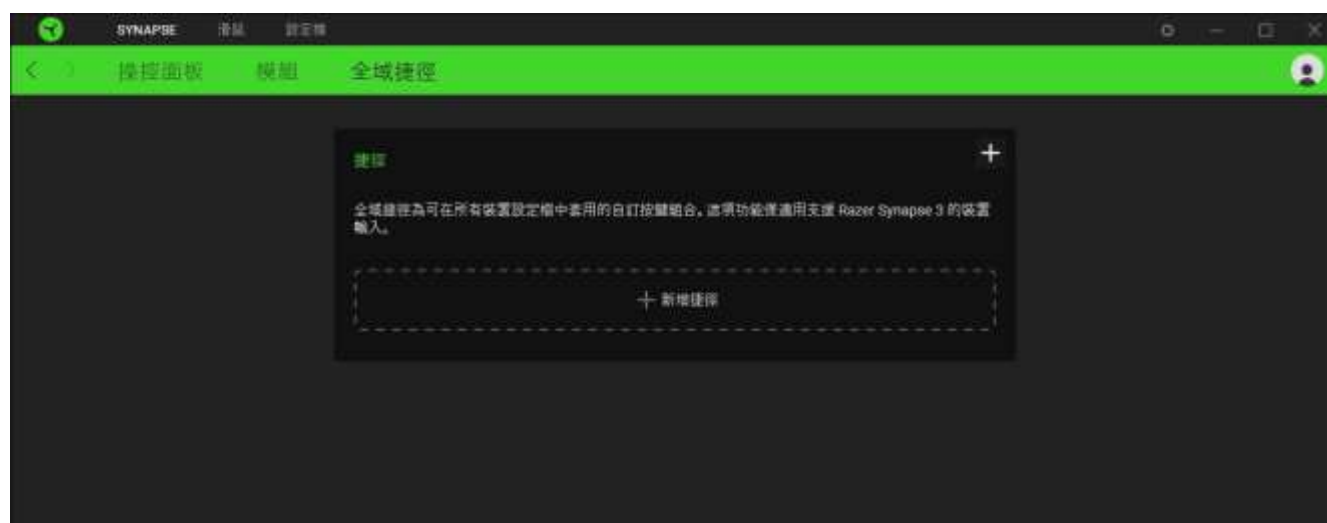 SYNAPSE 滑鼠 設定檔
操控面板 模組 全域捷徑
捷徑
全域捷徑為可在所有裝置設定檔中套用的自訂按鍵組合。這項功能僅適用支援 Razer Synapse 3 的裝置
輸入。
新增捷徑